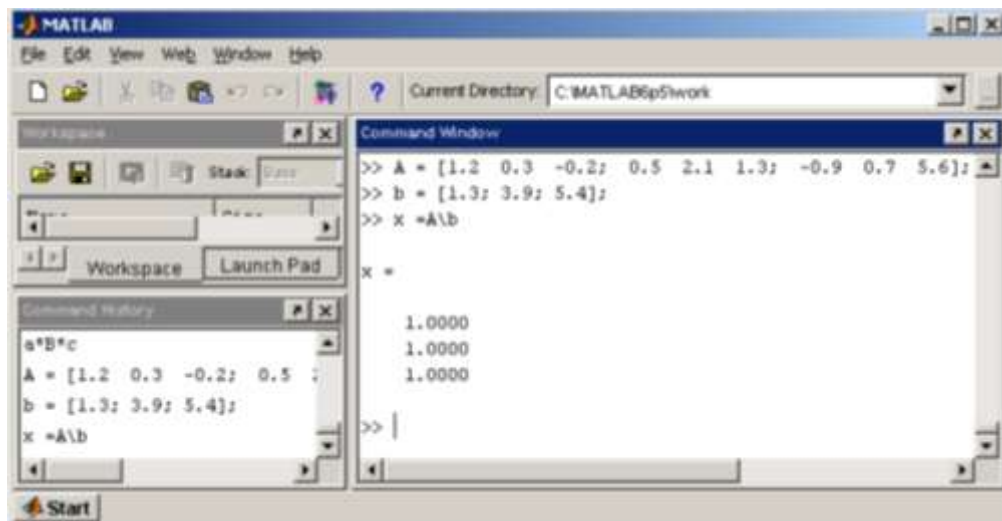 MATLAB
File Edit View Web Window Help
? Current Directory: C:\MATLAB6p5\work
Workspace
Stack:
Workspace Launch Pad
Command History
a*B*c
A = [1.2 0.3 -0.2; 0.5
b = [1.3; 3.9; 5.4];
x =A\b
Start
Command Window
>> A = [1.2 0.3 -0.2; 0.5 2.1 1.3; -0.9 0.7 5.6];
>> b = [1.3; 3.9; 5.4];
>> x =A\b
x =
1.0000
1.0000
1.0000
>>